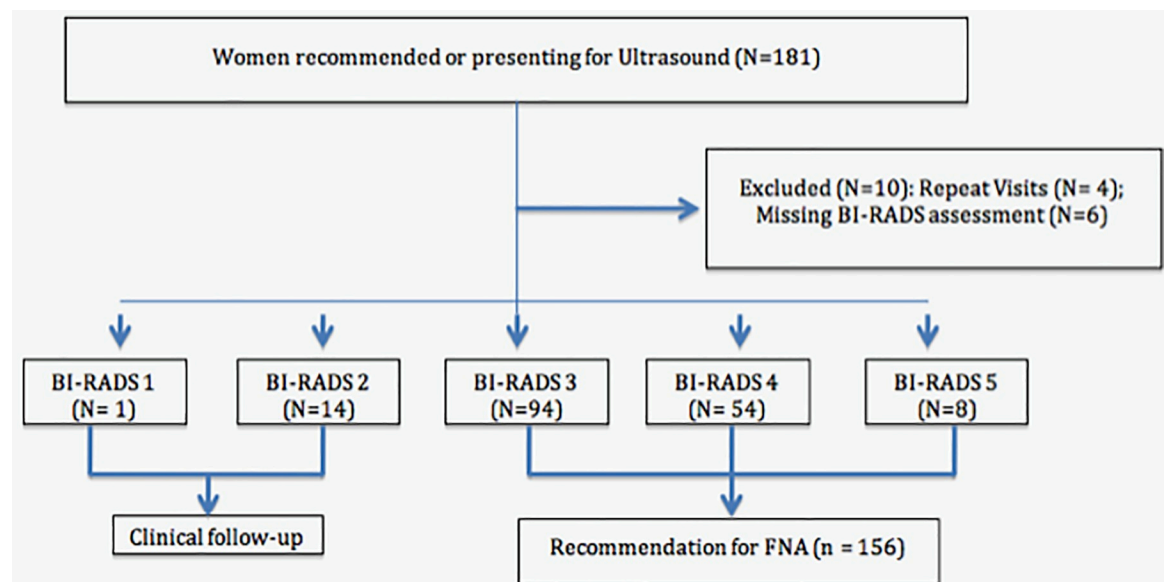 Women recommended or presenting for Ultrasound (N=181)
Excluded (N=10): Repeat Visits (N= 4);
Missing BI-RADS assessment (N=6)
BI-RADS 1
(N= 1)
BI-RADS 2
(N=14)
BI-RADS 3
(N=94)
BI-RADS 4
(N= 54)
BI-RADS 5
(N=8)
Clinical follow-up
Recommendation for FNA (n = 156)